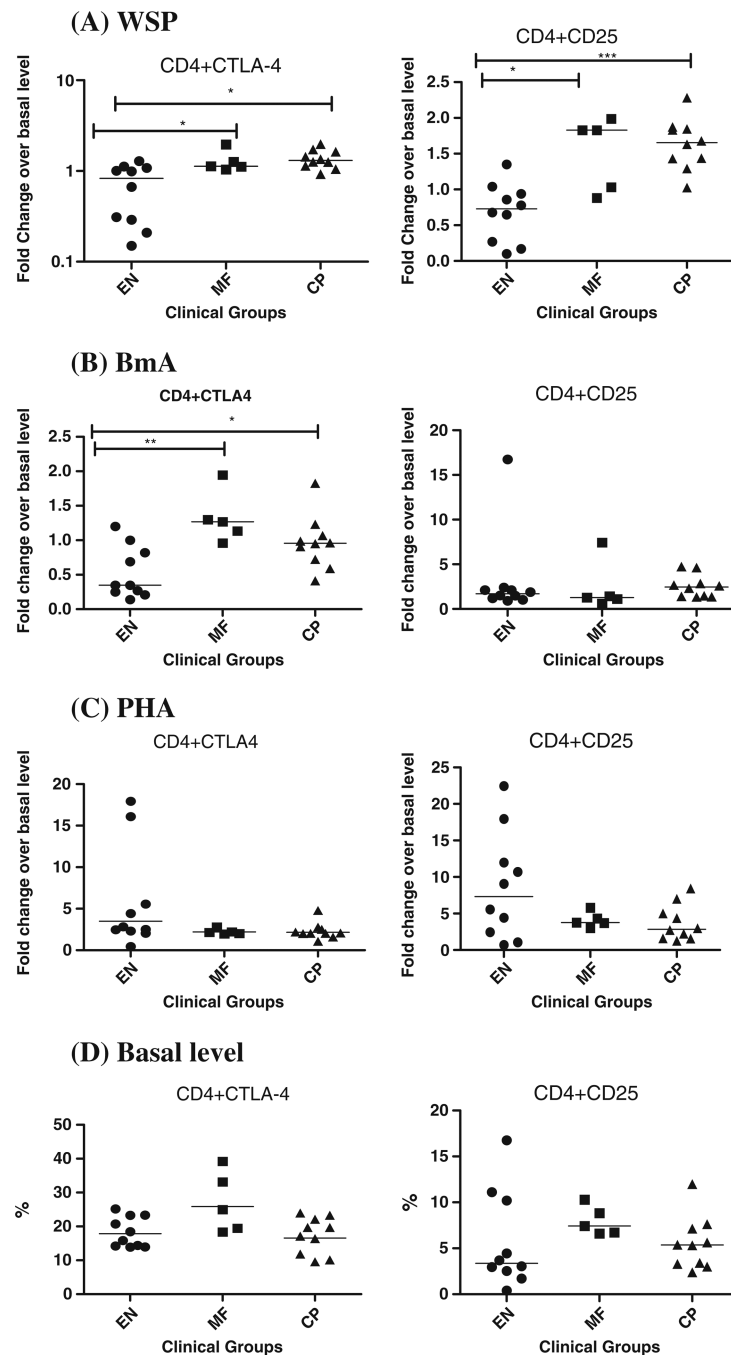 (A) WSP
CD4+CTLA-4
CD4+CD25
Fold Change over basal level
10
1
0.1
*
*
EN
MF
CP
Clinical Groups
Fold Change over basal level
2.5
2.0
1.5
1.0
0.5
0.0
***
*
EN
MF
CP
Clinical Groups
(B) BmA
CD4+CTLA4
CD4+CD25
Fold Change over basal level
2.5
2.0
1.5
1.0
0.5
0.0
*
**
EN
MF
CP
Clinical Groups
Fold change over basal level
20
15
10
5
0
EN
MF
CP
Clinical Groups
(C) PHA
CD4+CTLA4
CD4+CD25
Fold change over basal level
20
15
10
5
0
EN
MF
CP
Clinical Groups
Fold change over basal level
25
20
15
10
5
0
EN
MF
CP
Clinical Groups
(D) Basal level
CD4+CTLA-4
CD4+CD25
%
50
40
30
20
10
0
EN
MF
CP
Clinical Groups
%
20
15
10
5
0
EN
MF
CP
Clinical Groups